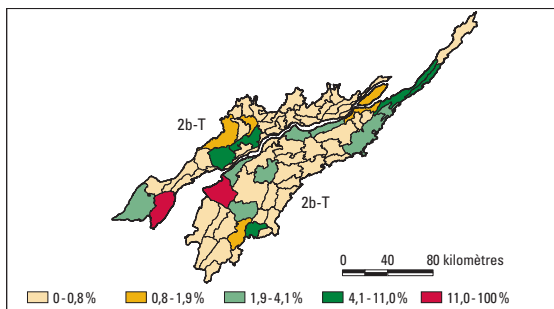 2b-T
2b-T
0 40 80 kilomètres
0-0,8 % 0,8-1,9 % 1,9-4,1 % 4,1-11,0 % 11,0-100 %